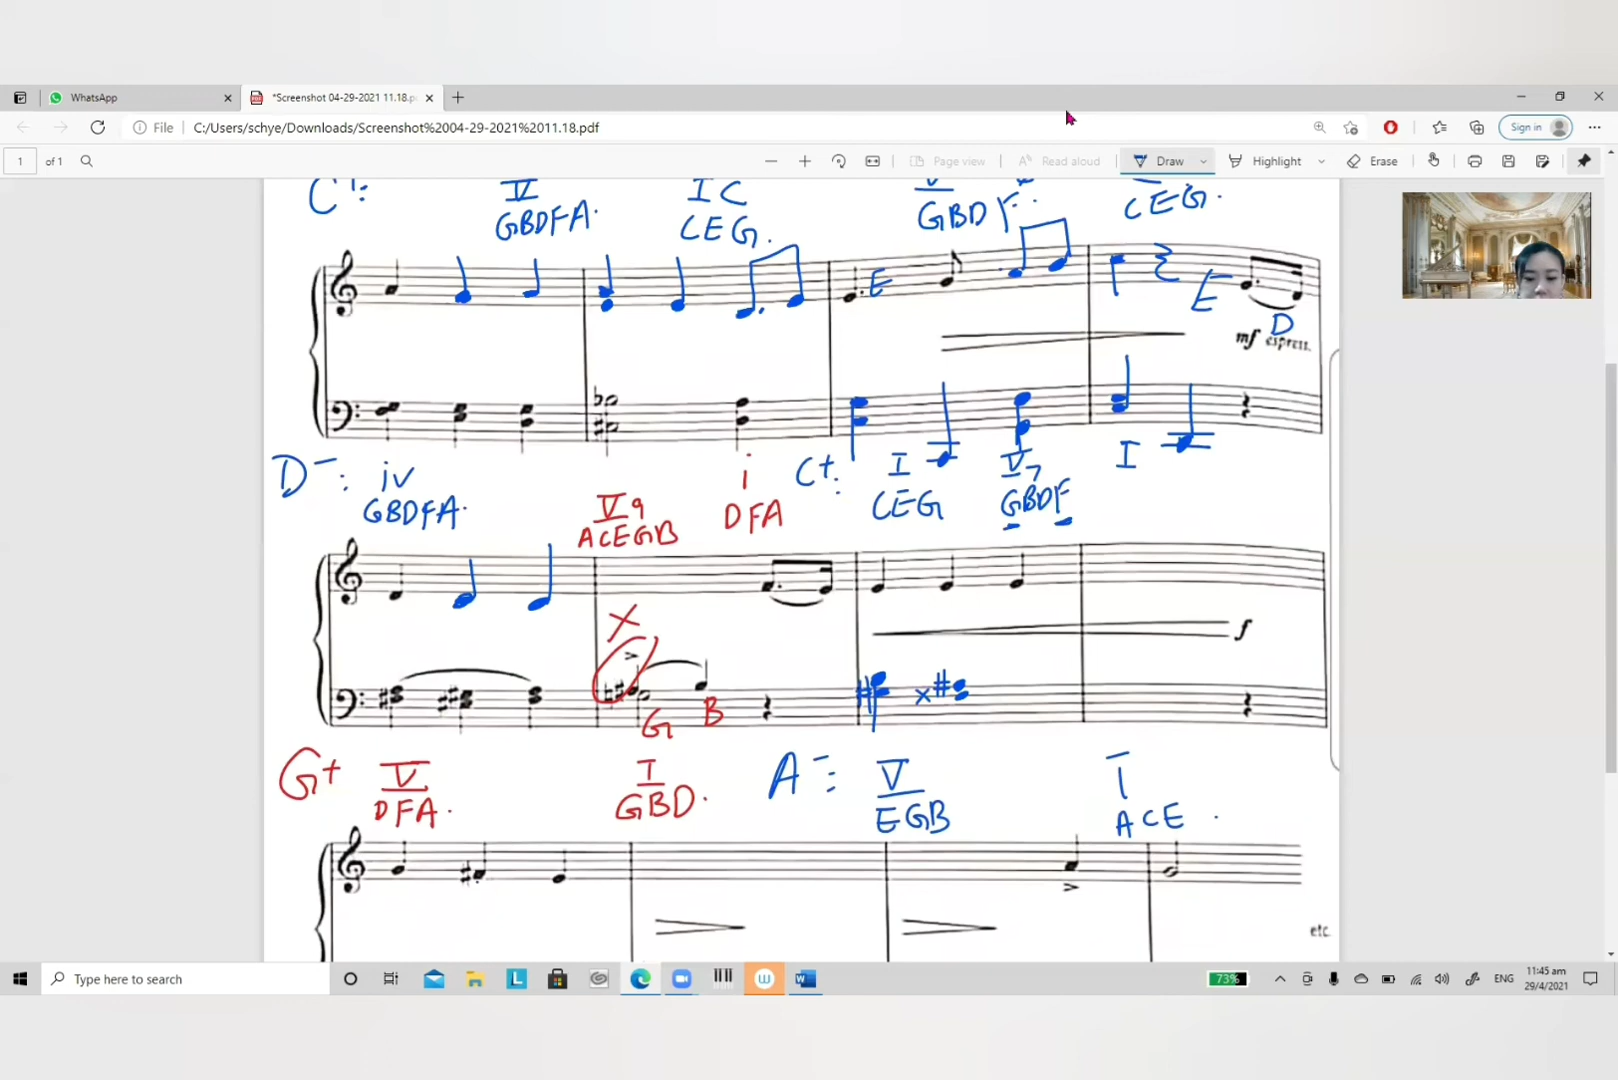 WhatsApp
*Screenshot 04-29-2021 11.18.p
File C:/Users/schye/Downloads/Screenshot%2004-29-2021%2011.18.pdf
Sign in
1 of 1
Page view
Read aloud
Draw
Highlight
Erase
V I C
GBDFA. CEG. GBDF CEG.
E E D
mf espress.
D-: iv V9 i C+: I V7 I
GBDFA. ACEGB DFA CEG GBDF
X
G B
x
f
G+ V I A-: V I
DFA. GBD. EGB ACE.
etc.
Type here to search
73%
ENG
11:45 am
29/4/2021